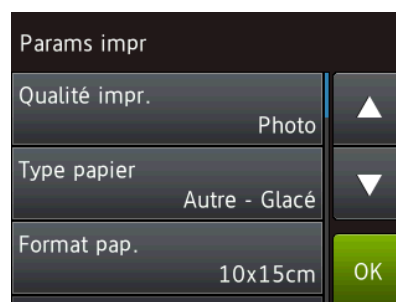 Params impr
Qualité impr.
Photo
Type papier
Autre - Glacé
Format pap.
10x15cm
OK